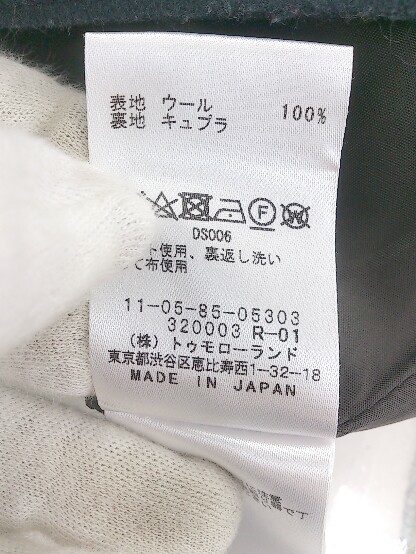 表地 ウール 100%
裏地 キュプラ
F W
DS006
ト使用、裏返し洗い
て布使用
11-05-85-05303
320003 R-01
(株) トゥモローランド
東京都渋谷区恵比寿西1-32-18
MADE IN JAPAN